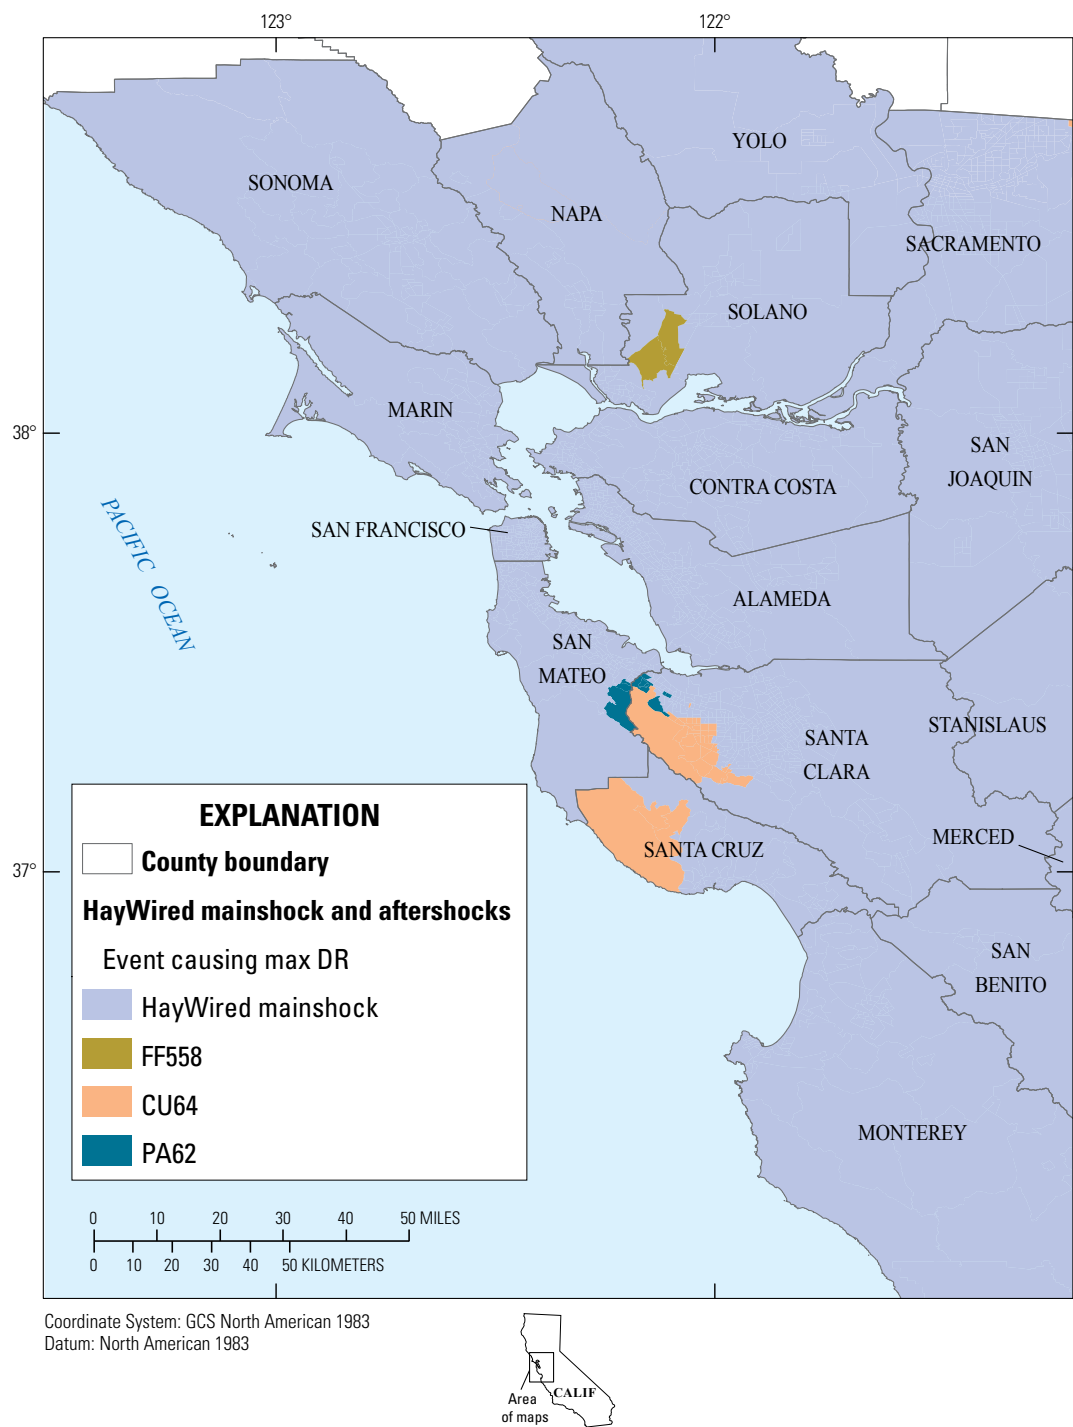 123°
122°
YOLO
SONOMA
NAPA
SACRAMENTO
SOLANO
MARIN
38°
SAN
JOAQUIN
CONTRA COSTA
PACIFIC OCEAN
SAN FRANCISCO
ALAMEDA
SAN
MATEO
STANISLAUS
SANTA
CLARA
MERCED
SANTA CRUZ
37°
SAN
BENITO
MONTEREY
EXPLANATION
County boundary
HayWired mainshock and aftershocks
Event causing max DR
HayWired mainshock
FF558
CU64
PA62
0 10 20 30 40 50 MILES
0 10 20 30 40 50 KILOMETERS
Coordinate System: GCS North American 1983
Datum: North American 1983
CALIF
Area
of maps